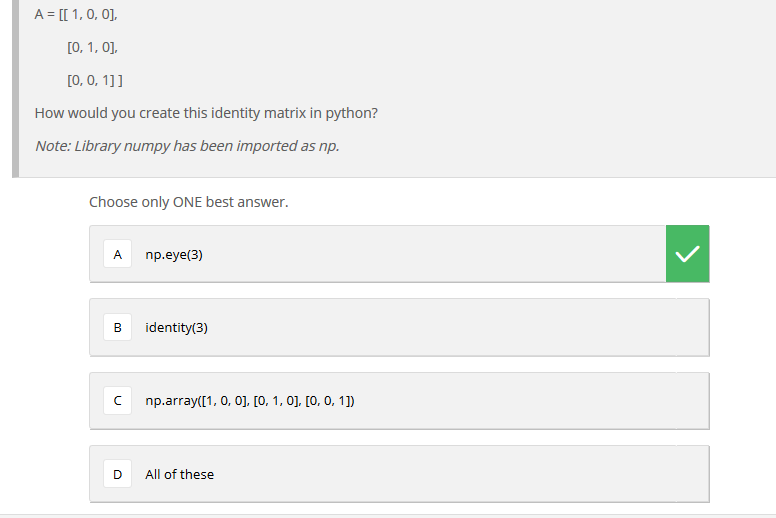 A = [[ 1, 0, 0],
[0, 1, 0],
[0, 0, 1] ]
How would you create this identity matrix in python?
Note: Library numpy has been imported as np.
Choose only ONE best answer.
A np.eye(3)
B identity(3)
C np.array([1, 0, 0], [0, 1, 0], [0, 0, 1])
D All of these